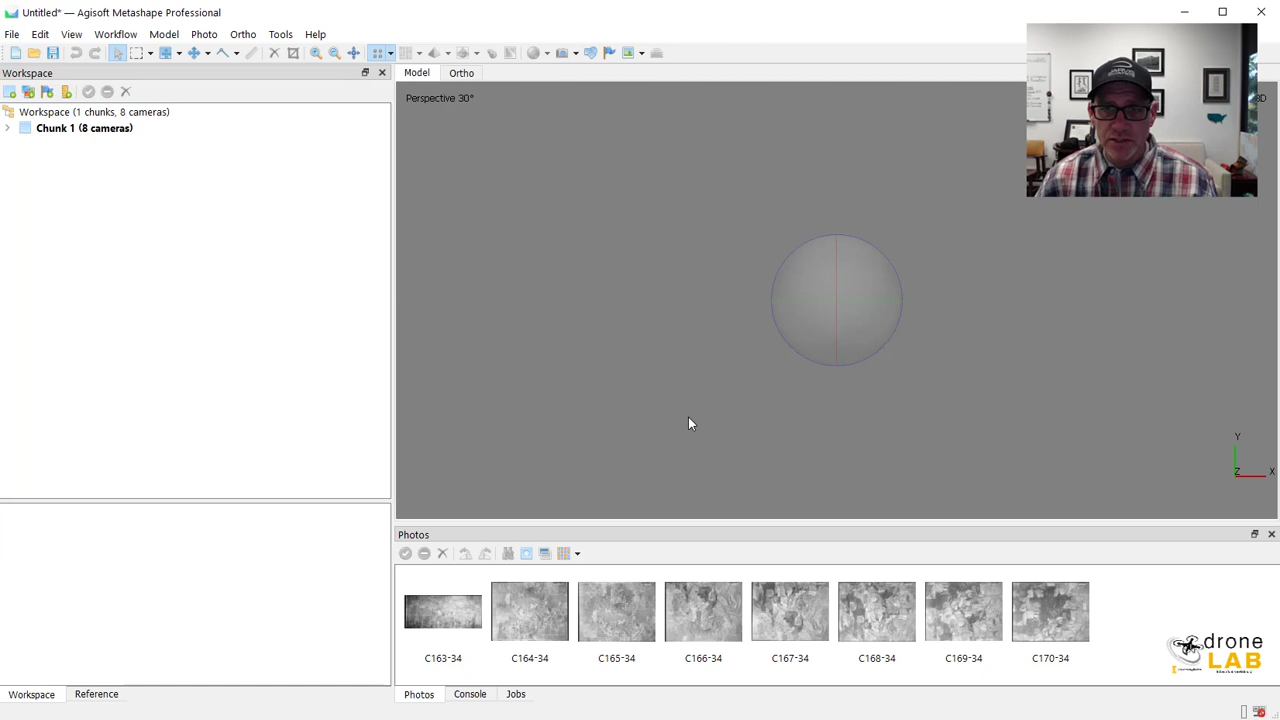 Untitled* — Agisoft Metashape Professional
File Edit View Workflow Model Photo Ortho Tools Help
Workspace
Model Ortho
Perspective 30°
3D
Workspace (1 chunks, 8 cameras)
Chunk 1 (8 cameras)
Y
Z X
Photos
C163-34 C164-34 C165-34 C166-34 C167-34 C168-34 C169-34 C170-34
drone
LAB
Workspace Reference
Photos Console Jobs